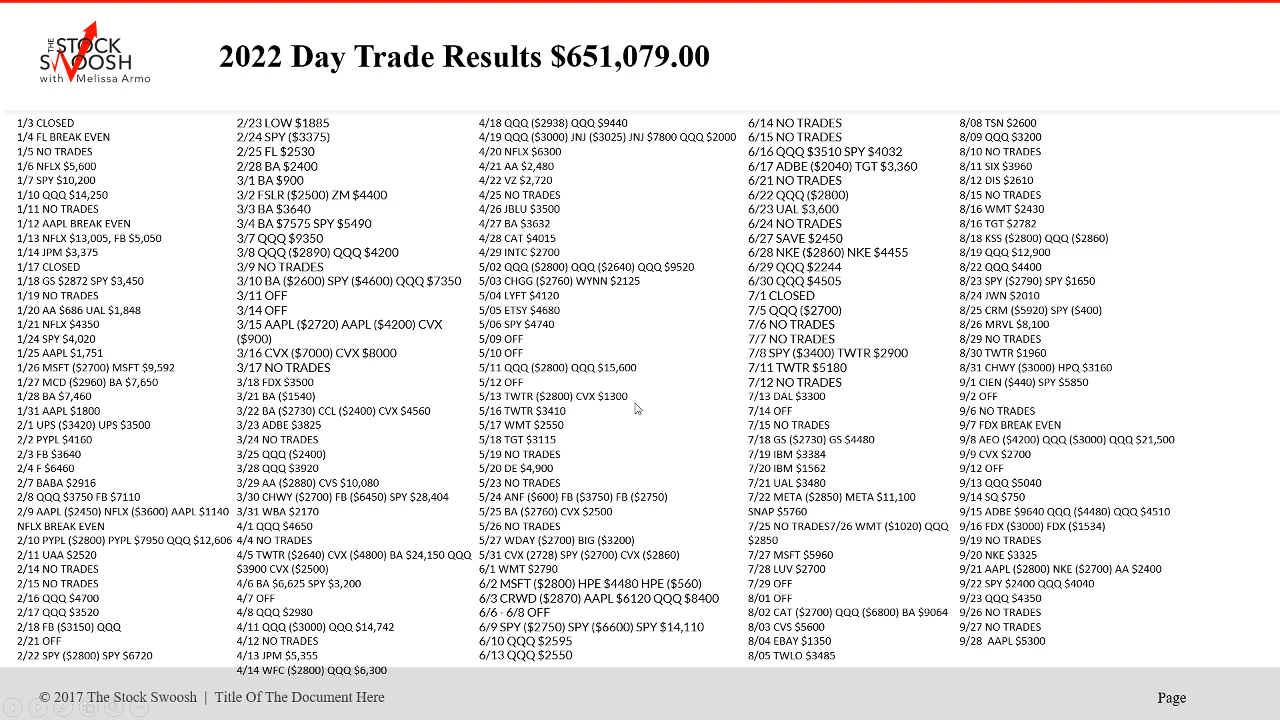 THE STOCK
SWOOSH
with Melissa Armo
2022 Day Trade Results $651,079.00
1/3 CLOSED
1/4 FL BREAK EVEN
1/5 NO TRADES
1/6 NFLX $5,600
1/7 SPY $10,200
1/10 QQQ $14,250
1/11 NO TRADES
1/12 AAPL BREAK EVEN
1/13 NFLX $13,005, FB $5,050
1/14 JPM $3,375
1/17 CLOSED
1/18 GS $2872 SPY $3,450
1/19 NO TRADES
1/20 AA $686 UAL $1,848
1/21 NFLX $4350
1/24 SPY $4,020
1/25 AAPL $1,751
1/26 MSFT ($2700) MSFT $9,592
1/27 MCD ($2960) BA $7,650
1/28 BA $7,460
1/31 AAPL $1800
2/1 UPS ($3420) UPS $3500
2/2 PYPL $4160
2/3 FB $3640
2/4 F $6460
2/7 BABA $2916
2/8 QQQ $3750 FB $7110
2/9 AAPL ($2450) NFLX ($3600) AAPL $1140
NFLX BREAK EVEN
2/10 PYPL ($2800) PYPL $7950 QQQ $12,606
2/11 UAA $2520
2/14 NO TRADES
2/15 NO TRADES
2/16 QQQ $4700
2/17 QQQ $3520
2/18 FB ($3150) QQQ
2/21 OFF
2/22 SPY ($2800) SPY $6720
2/23 LOW $1885
2/24 SPY ($3375)
2/25 FL $2530
2/28 BA $2400
3/1 BA $900
3/2 FSLR ($2500) ZM $4400
3/3 BA $3640
3/4 BA $7575 SPY $5490
3/7 QQQ $9350
3/8 QQQ ($2890) QQQ $4200
3/9 NO TRADES
3/10 BA ($2600) SPY ($4600) QQQ $7350
3/11 OFF
3/14 OFF
3/15 AAPL ($2720) AAPL ($4200) CVX
($900)
3/16 CVX ($7000) CVX $8000
3/17 NO TRADES
3/18 FDX $3500
3/21 BA ($1540)
3/22 BA ($2730) CCL ($2400) CVX $4560
3/23 ADBE $3825
3/24 NO TRADES
3/25 QQQ ($2400)
3/28 QQQ $3920
3/29 AA ($2880) CVS $10,080
3/30 CHWY ($2700) FB ($6450) SPY $28,404
3/31 WBA $2170
4/1 QQQ $4650
4/4 NO TRADES
4/5 TWTR ($2640) CVX ($4800) BA $24,150 QQQ
$3900 CVX ($2500)
4/6 BA $6,625 SPY $3,200
4/7 OFF
4/8 QQQ $2980
4/11 QQQ ($3000) QQQ $14,742
4/12 NO TRADES
4/13 JPM $5,355
4/14 WFC ($2800) QQQ $6,300
4/18 QQQ ($2938) QQQ $9440
4/19 QQQ ($3000) JNJ ($3025) JNJ $7800 QQQ $2000
4/20 NFLX $6300
4/21 AA $2,480
4/22 VZ $2,720
4/25 NO TRADES
4/26 JBLU $3500
4/27 BA $3632
4/28 CAT $4015
4/29 INTC $2700
5/02 QQQ ($2800) QQQ ($2640) QQQ $9520
5/03 CHGG ($2760) WYNN $2125
5/04 LYFT $4120
5/05 ETSY $4680
5/06 SPY $4740
5/09 OFF
5/10 OFF
5/11 QQQ ($2800) QQQ $15,600
5/12 OFF
5/13 TWTR ($2800) CVX $1300
5/16 TWTR $3410
5/17 WMT $2550
5/18 TGT $3115
5/19 NO TRADES
5/20 DE $4,900
5/23 NO TRADES
5/24 ANF ($600) FB ($3750) FB ($2750)
5/25 BA ($2760) CVX $2500
5/26 NO TRADES
5/27 WDAY ($2700) BIG ($3200)
5/31 CVX (2728) SPY ($2700) CVX ($2860)
6/1 WMT $2790
6/2 MSFT ($2800) HPE $4480 HPE ($560)
6/3 CRWD ($2870) AAPL $6120 QQQ $8400
6/6 - 6/8 OFF
6/9 SPY ($2750) SPY ($6600) SPY $14,110
6/10 QQQ $2595
6/13 QQQ $2550
6/14 NO TRADES
6/15 NO TRADES
6/16 QQQ $3510 SPY $4032
6/17 ADBE ($2040) TGT $3,360
6/21 NO TRADES
6/22 QQQ ($2800)
6/23 UAL $3,600
6/24 NO TRADES
6/27 SAVE $2450
6/28 NKE ($2860) NKE $4455
6/29 QQQ $2244
6/30 QQQ $4505
7/1 CLOSED
7/5 QQQ ($2700)
7/6 NO TRADES
7/7 NO TRADES
7/8 SPY ($3400) TWTR $2900
7/11 TWTR $5180
7/12 NO TRADES
7/13 DAL $3300
7/14 OFF
7/15 NO TRADES
7/18 GS ($2730) GS $4480
7/19 IBM $3384
7/20 IBM $1562
7/21 UAL $3480
7/22 META ($2850) META $11,100
SNAP $5760
7/25 NO TRADES7/26 WMT ($1020) QQQ
$2850
7/27 MSFT $5960
7/28 LUV $2700
7/29 OFF
8/01 OFF
8/02 CAT ($2700) QQQ ($6800) BA $9064
8/03 CVS $5600
8/04 EBAY $1350
8/05 TWLO $3485
8/08 TSN $2600
8/09 QQQ $3200
8/10 NO TRADES
8/11 SIX $3960
8/12 DIS $2610
8/15 NO TRADES
8/16 WMT $2430
8/16 TGT $2782
8/18 KSS ($2800) QQQ ($2860)
8/19 QQQ $12,900
8/22 QQQ $4400
8/23 SPY ($2790) SPY $1650
8/24 JWN $2010
8/25 CRM ($5920) SPY ($400)
8/26 MRVL $8,100
8/29 NO TRADES
8/30 TWTR $1960
8/31 CHWY ($3000) HPQ $3160
9/1 CIEN ($440) SPY $5850
9/2 OFF
9/6 NO TRADES
9/7 FDX BREAK EVEN
9/8 AEO ($4200) QQQ ($3000) QQQ $21,500
9/9 CVX $2700
9/12 OFF
9/13 QQQ $5040
9/14 SQ $750
9/15 ADBE $9640 QQQ ($4480) QQQ $4510
9/16 FDX ($3000) FDX ($1534)
9/19 NO TRADES
9/20 NKE $3325
9/21 AAPL ($2800) NKE ($2700) AA $2400
9/22 SPY $2400 QQQ $4040
9/23 QQQ $4350
9/26 NO TRADES
9/27 NO TRADES
9/28 AAPL $5300
© 2017 The Stock Swoosh | Title Of The Document Here
Page